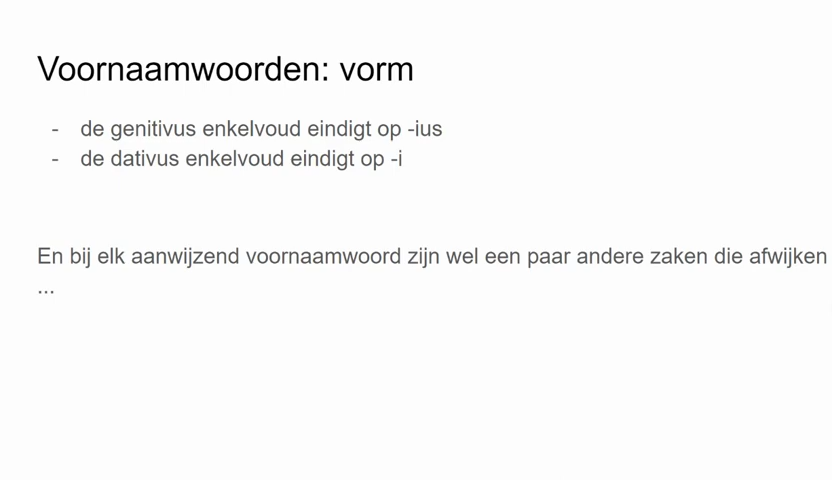 Voornaamwoorden: vorm
- de genitivus enkelvoud eindigt op -ius
- de dativus enkelvoud eindigt op -i
En bij elk aanwijzend voornaamwoord zijn wel een paar andere zaken die afwijken
...